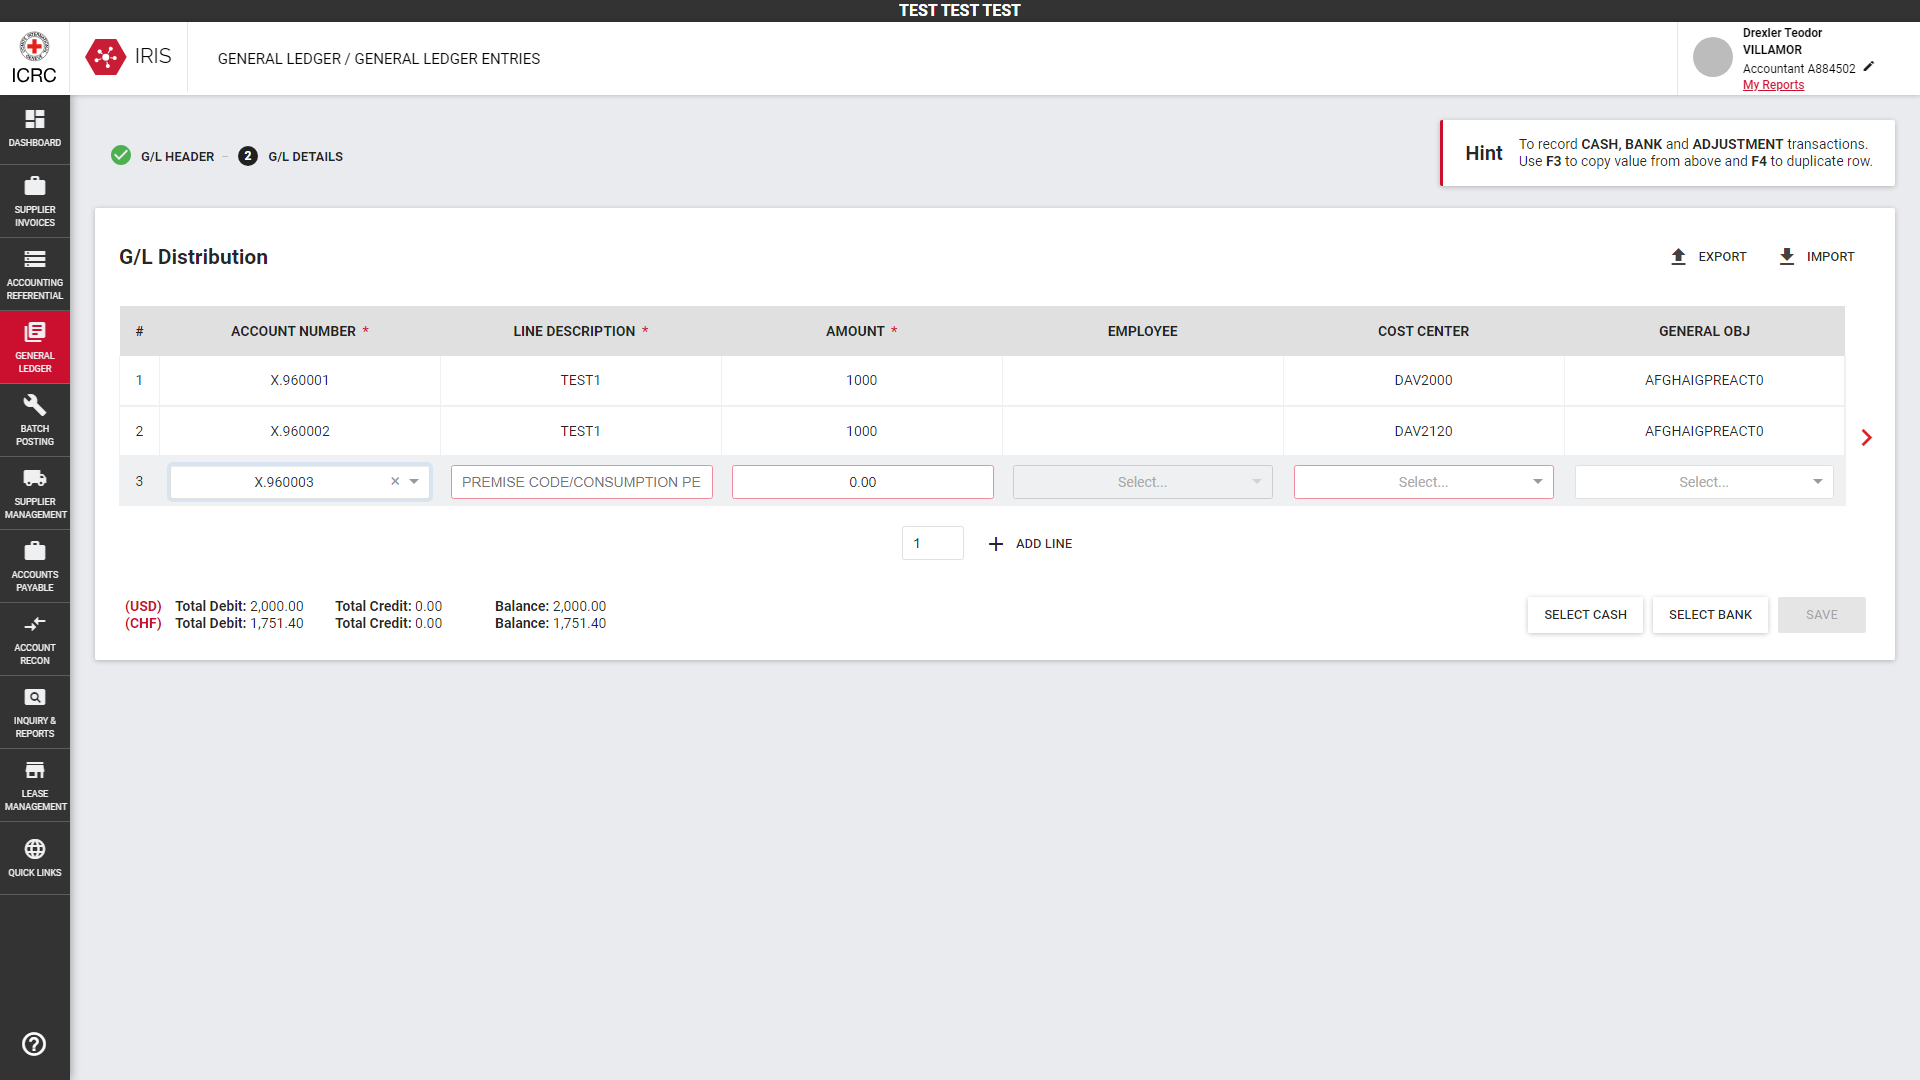 TEST TEST TEST
ICRC
IRIS
GENERAL LEDGER / GENERAL LEDGER ENTRIES
Drexler Teodor
VILLAMOR
Accountant A884502
My Reports
DASHBOARD
SUPPLIER
INVOICES
ACCOUNTING
REFERENTIAL
GENERAL
LEDGER
BATCH
POSTING
SUPPLIER
MANAGEMENT
ACCOUNTS
PAYABLE
ACCOUNT
RECON
INQUIRY &
REPORTS
LEASE
MANAGEMENT
QUICK LINKS
G/L HEADER
2 G/L DETAILS
Hint
To record CASH, BANK and ADJUSTMENT transactions.
Use F3 to copy value from above and F4 to duplicate row.
G/L Distribution
EXPORT IMPORT
# ACCOUNT NUMBER * LINE DESCRIPTION * AMOUNT * EMPLOYEE COST CENTER GENERAL OBJ
1 X.960001 TEST1 1000 DAV2000 AFGHAIGPREACT0
2 X.960002 TEST1 1000 DAV2120 AFGHAIGPREACT0
3 X.960003 × PREMISE CODE/CONSUMPTION PE 0.00 Select... Select... Select...
1 + ADD LINE
(USD) Total Debit: 2,000.00 Total Credit: 0.00 Balance: 2,000.00
(CHF) Total Debit: 1,751.40 Total Credit: 0.00 Balance: 1,751.40
SELECT CASH SELECT BANK SAVE